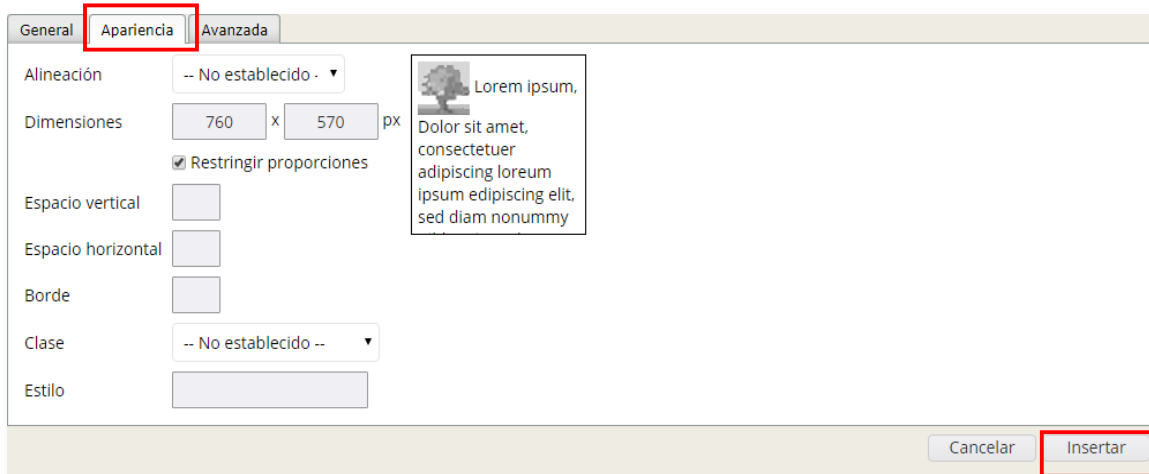 General Apariencia Avanzada
Alineación -- No establecido -
Dimensiones 760 x 570 px
Restringir proporciones
Espacio vertical
Espacio horizontal
Borde
Clase -- No establecido --
Estilo
Lorem ipsum,
Dolor sit amet,
consectetuer
adipiscing loreum
ipsum edipiscing elit,
sed diam nonummy
Cancelar Insertar